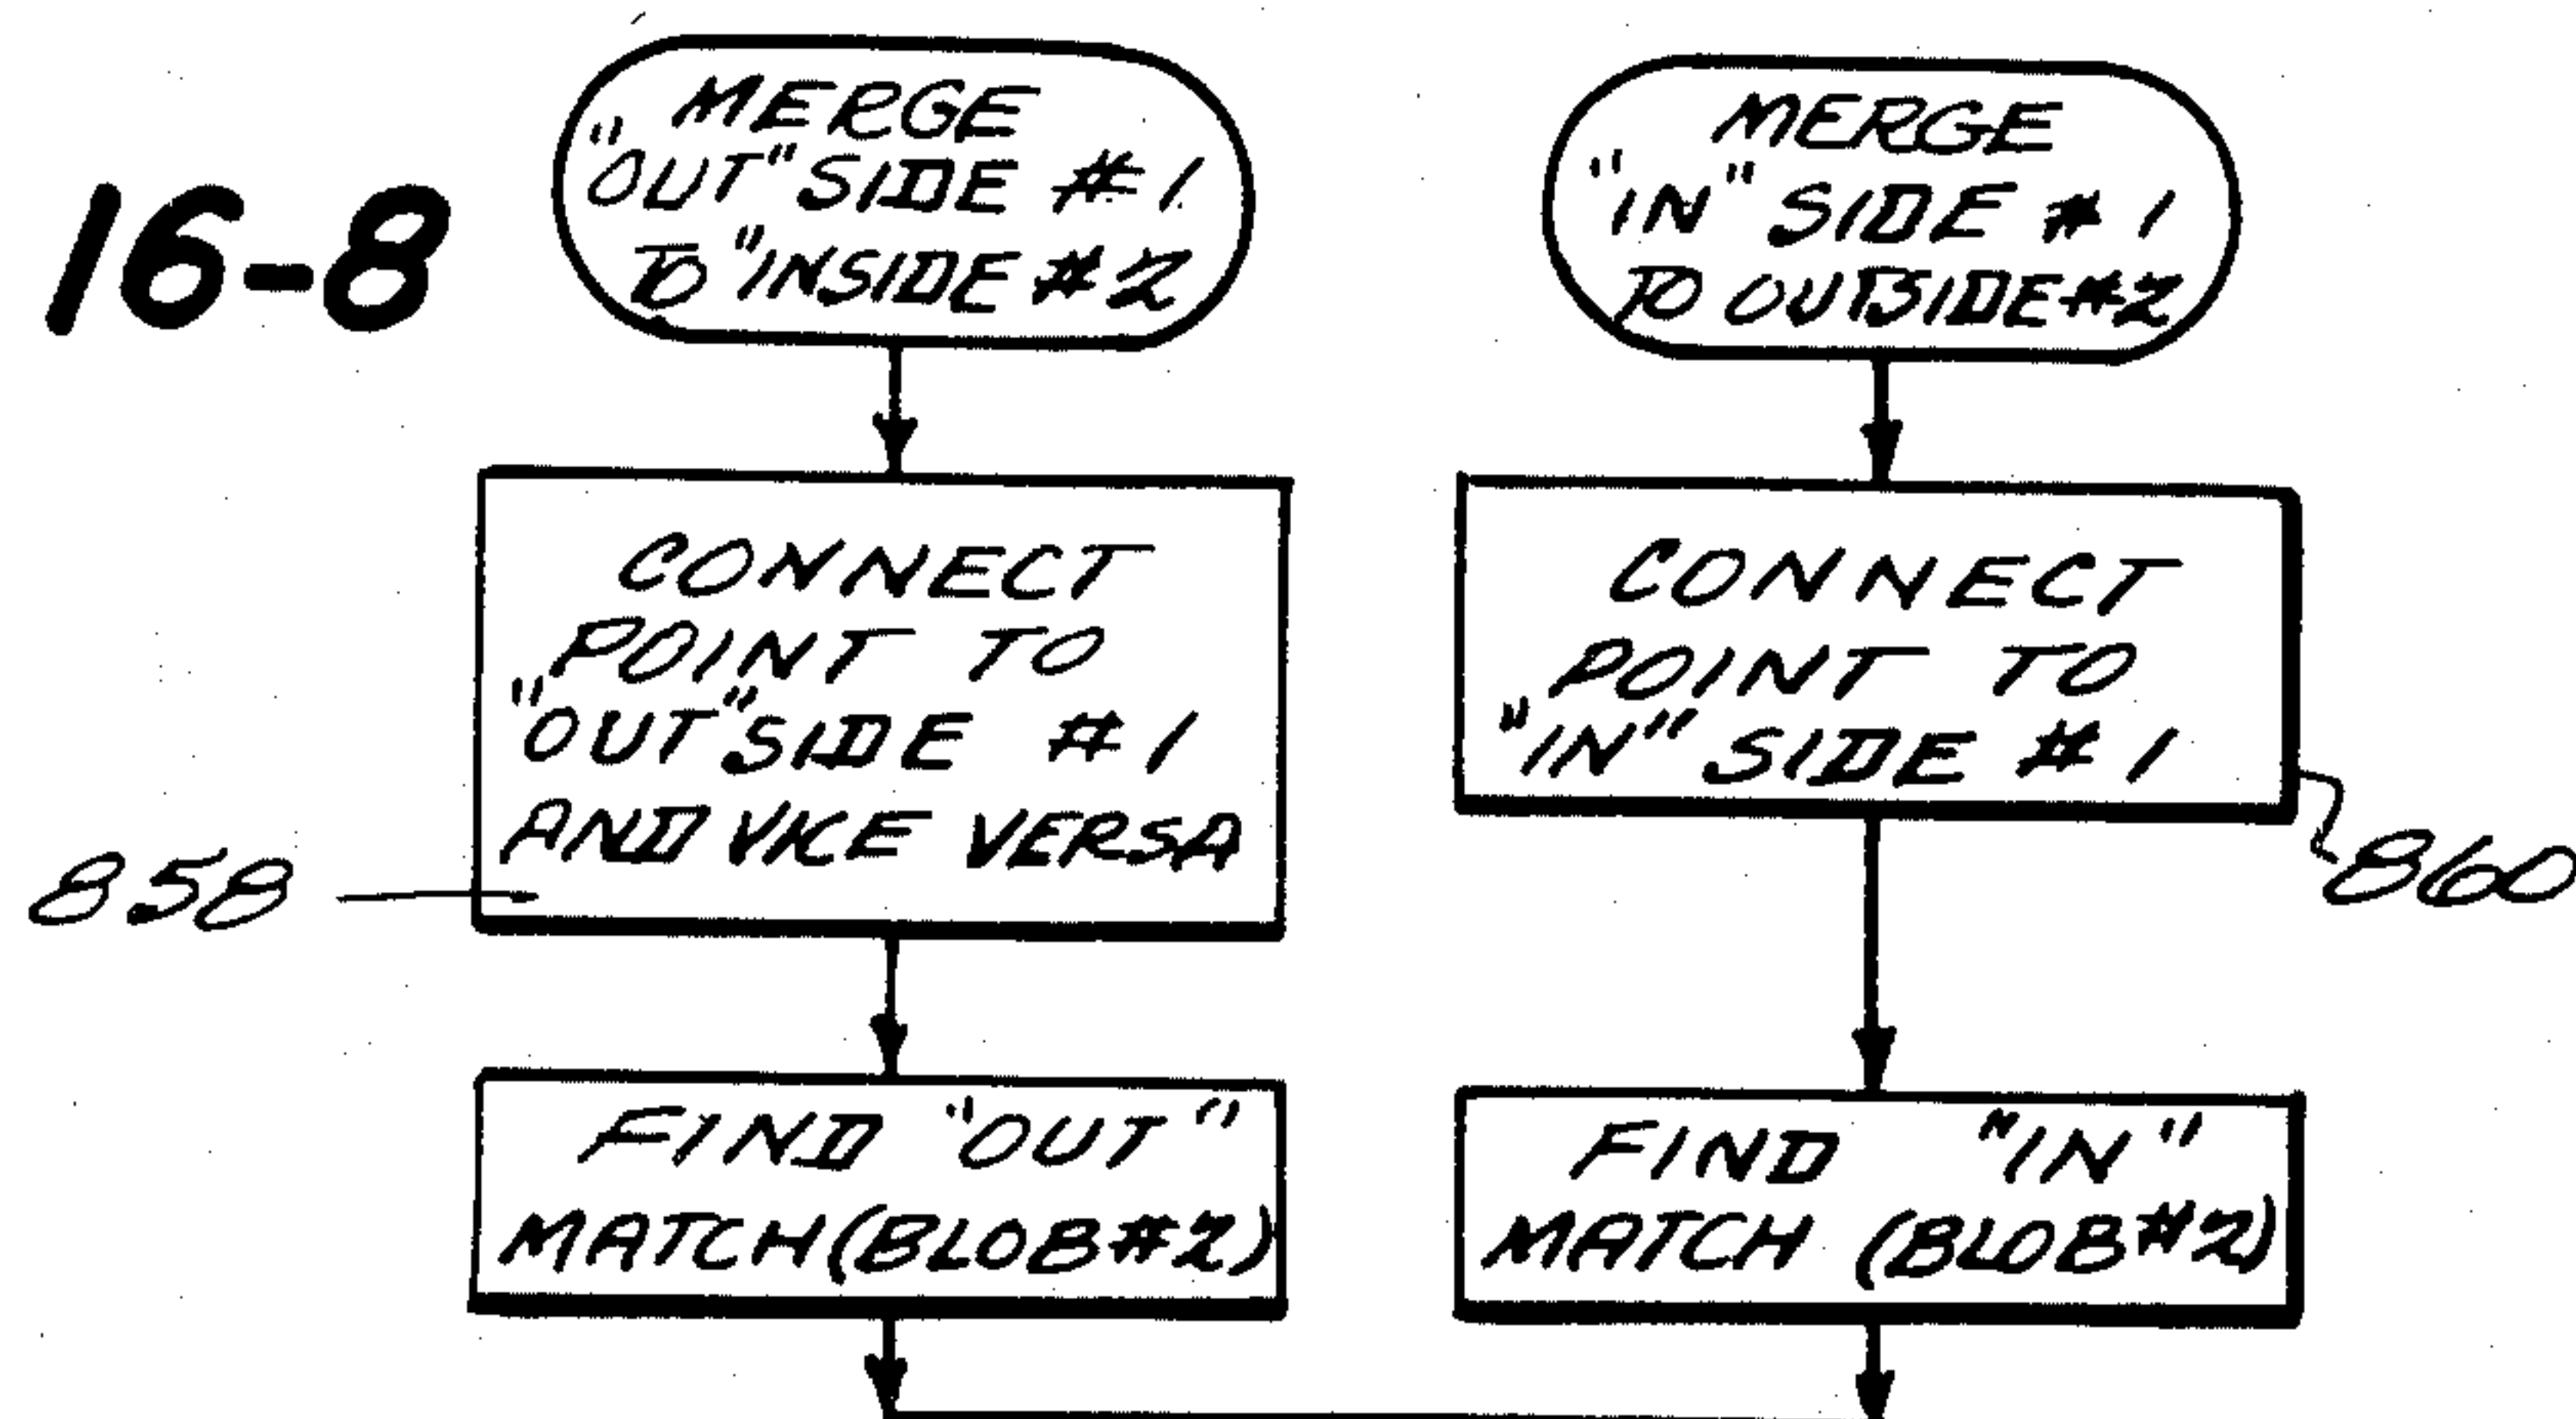 16-8
MERGE
"OUT" SIDE #1
TO "INSIDE #2
MERGE
"IN" SIDE #1
TO OUTSIDE #2
CONNECT
POINT TO
"OUT" SIDE #1
AND VICE VERSA
858
CONNECT
POINT TO
"IN" SIDE #1
860
FIND "OUT"
MATCH (BLOB #2)
FIND "IN"
MATCH (BLOB #2)